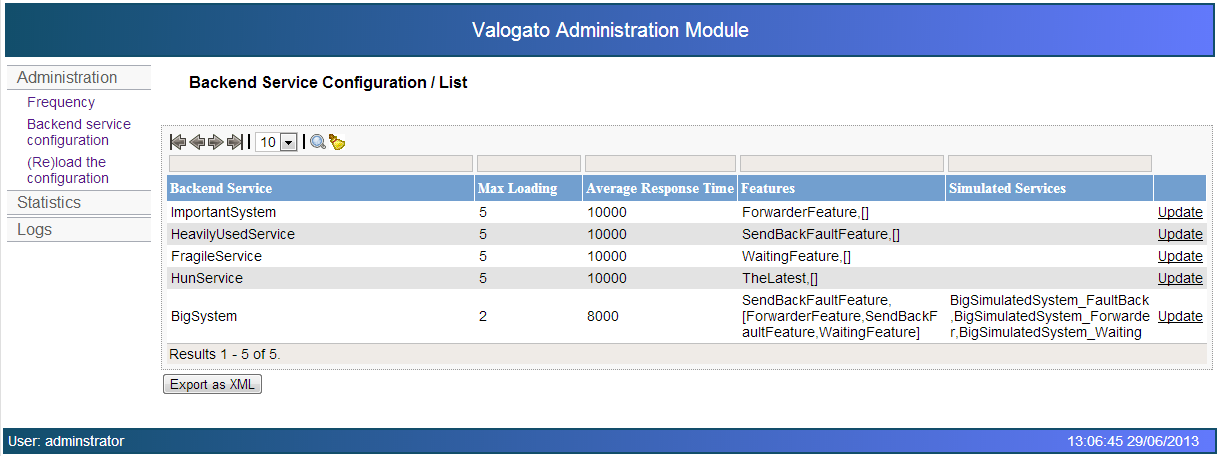 Valogato Administration Module
Administration
Frequency
Backend service
configuration
(Re)load the
configuration
Statistics
Logs
Backend Service Configuration / List
10
Backend Service Max Loading Average Response Time Features Simulated Services
ImportantSystem 5 10000 ForwarderFeature,[] Update
HeavilyUsedService 5 10000 SendBackFaultFeature,[] Update
FragileService 5 10000 WaitingFeature,[] Update
HunService 5 10000 TheLatest,[] Update
BigSystem 2 8000 SendBackFaultFeature,
[ForwarderFeature,SendBackF
aultFeature,WaitingFeature] BigSimulatedSystem_FaultBack
,BigSimulatedSystem_Forwarde
r,BigSimulatedSystem_Waiting Update
Results 1 - 5 of 5.
Export as XML
User: adminstrator 13:06:45 29/06/2013